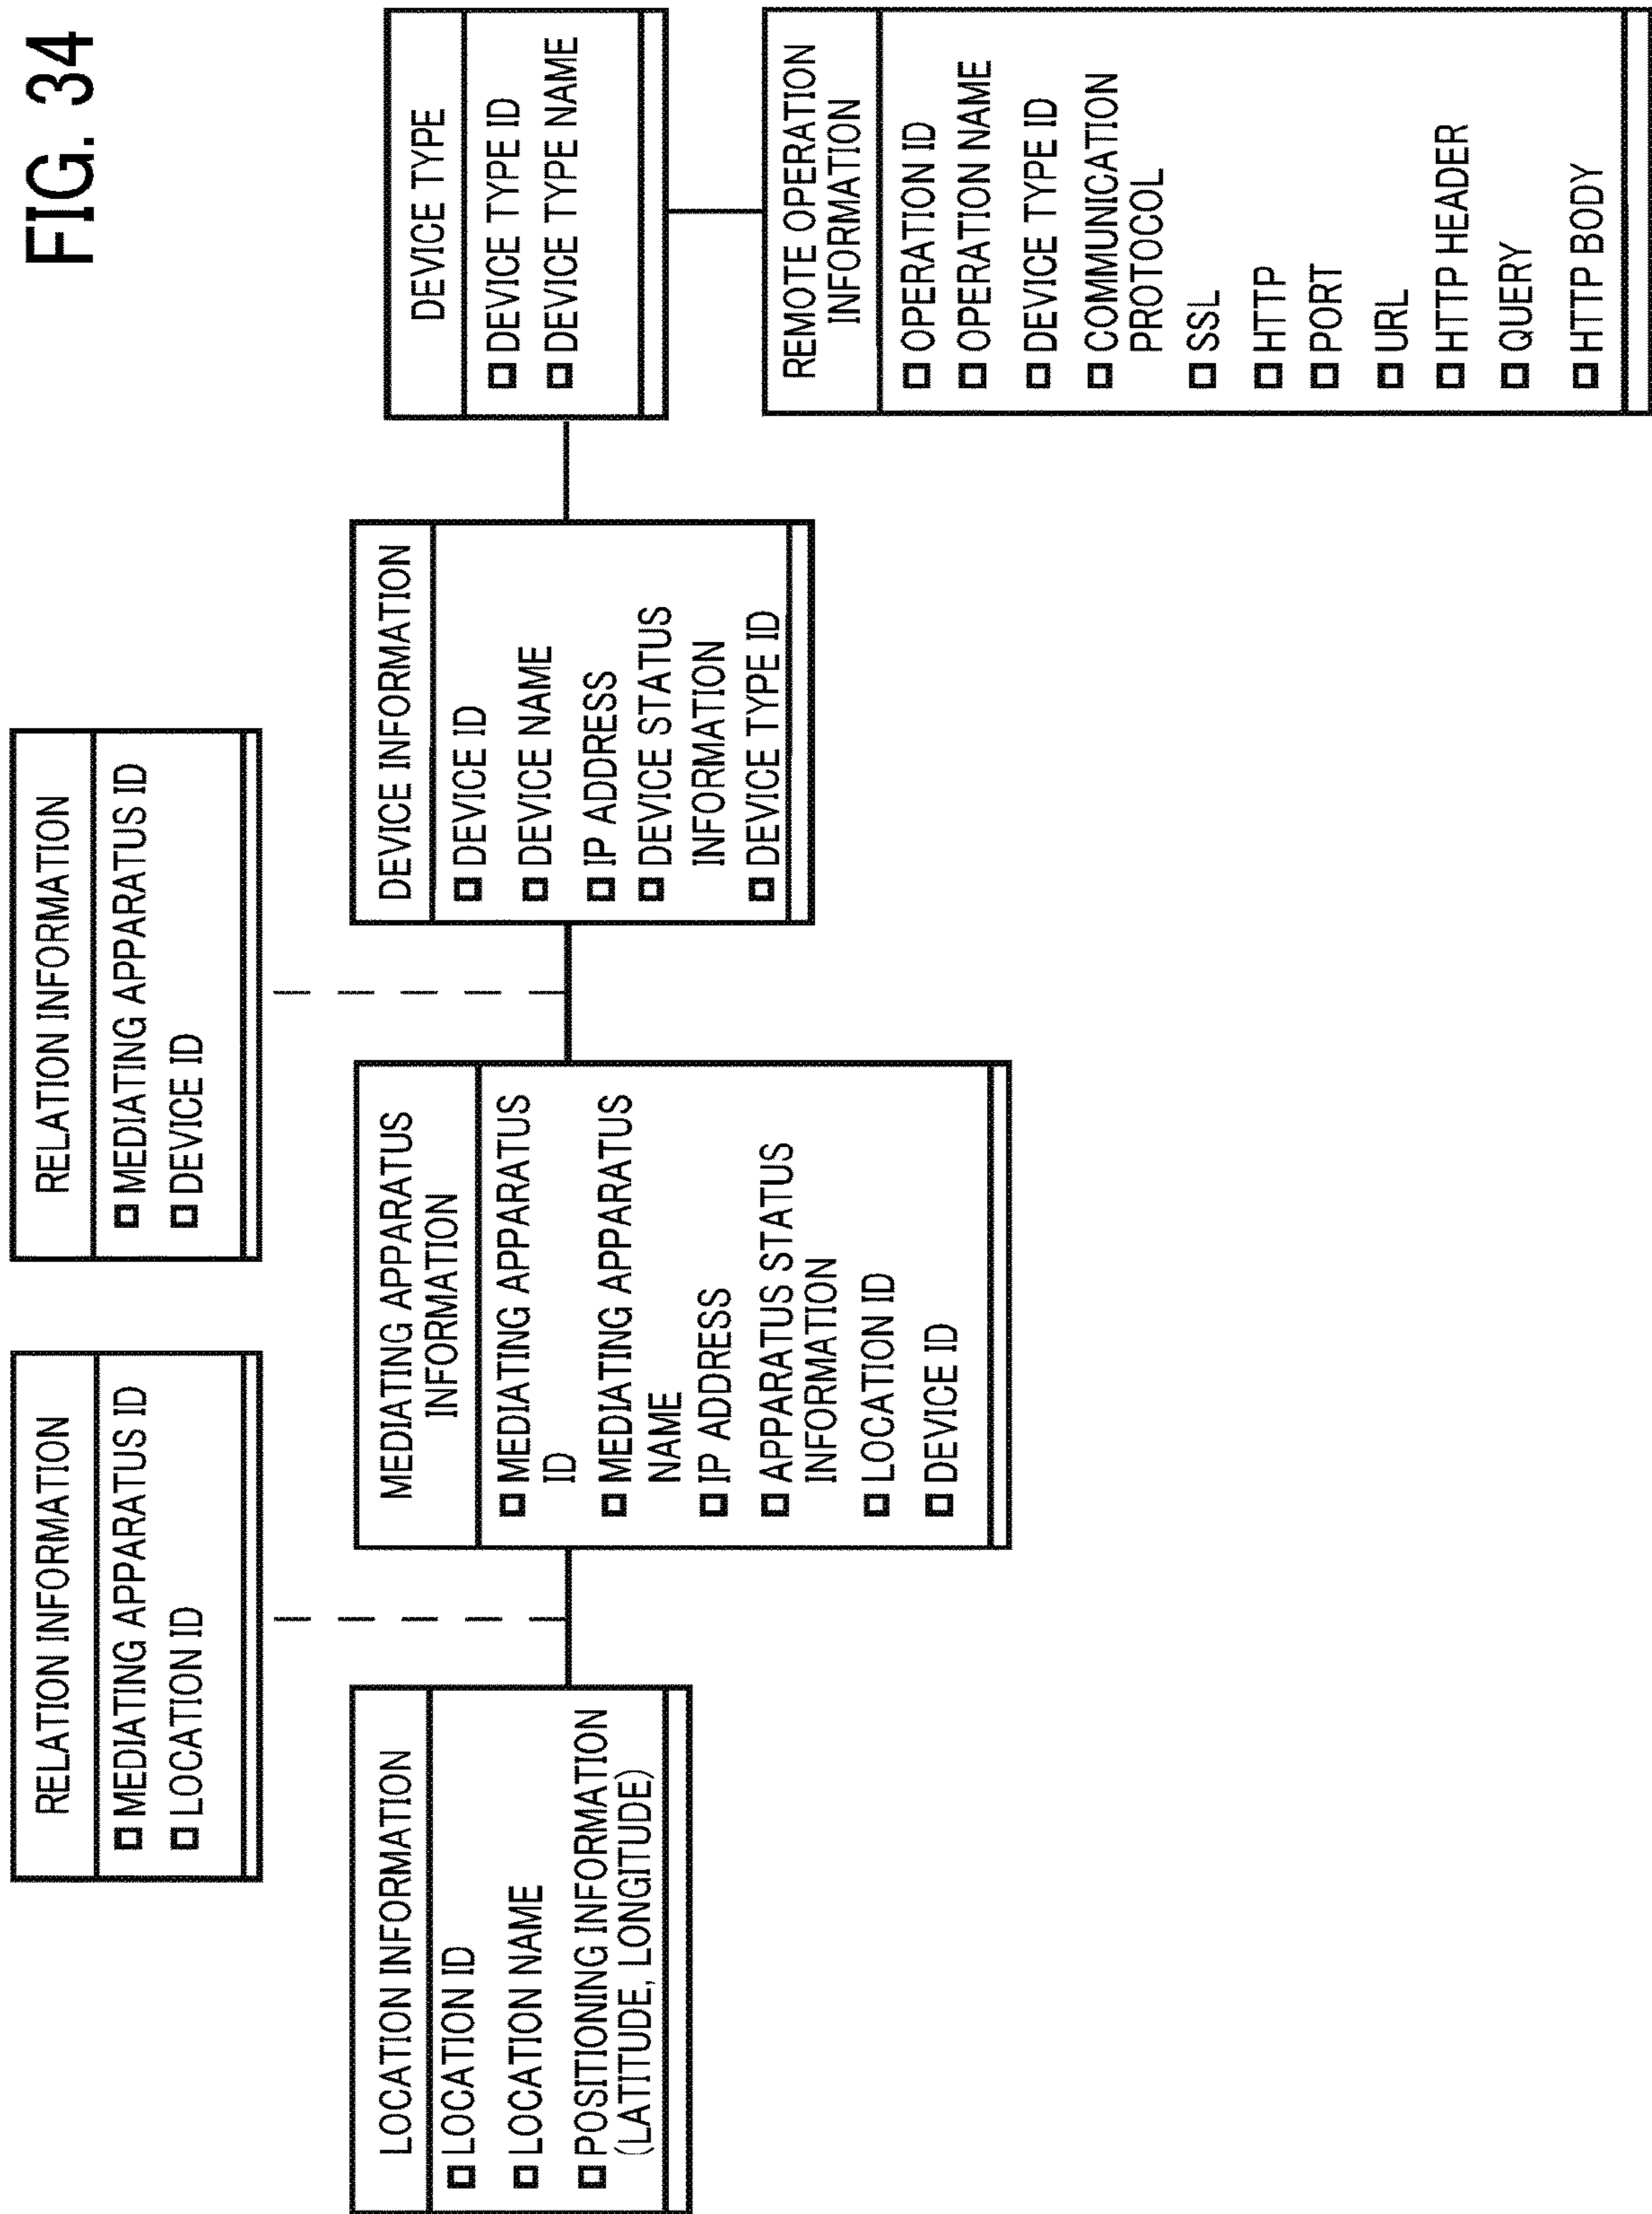 FIG. 34
RELATION INFORMATION
MEDIATING APPARATUS ID
LOCATION ID
RELATION INFORMATION
MEDIATING APPARATUS ID
DEVICE ID
LOCATION INFORMATION
LOCATION ID
LOCATION NAME
POSITIONING INFORMATION
(LATITUDE, LONGITUDE)
MEDIATING APPARATUS
INFORMATION
MEDIATING APPARATUS
ID
MEDIATING APPARATUS
NAME
IP ADDRESS
APPARATUS STATUS
INFORMATION
LOCATION ID
DEVICE ID
DEVICE INFORMATION
DEVICE ID
DEVICE NAME
IP ADDRESS
DEVICE STATUS
INFORMATION
DEVICE TYPE ID
DEVICE TYPE
DEVICE TYPE ID
DEVICE TYPE NAME
REMOTE OPERATION
INFORMATION
OPERATION ID
OPERATION NAME
DEVICE TYPE ID
COMMUNICATION
PROTOCOL
SSL
HTTP
PORT
URL
HTTP HEADER
QUERY
HTTP BODY